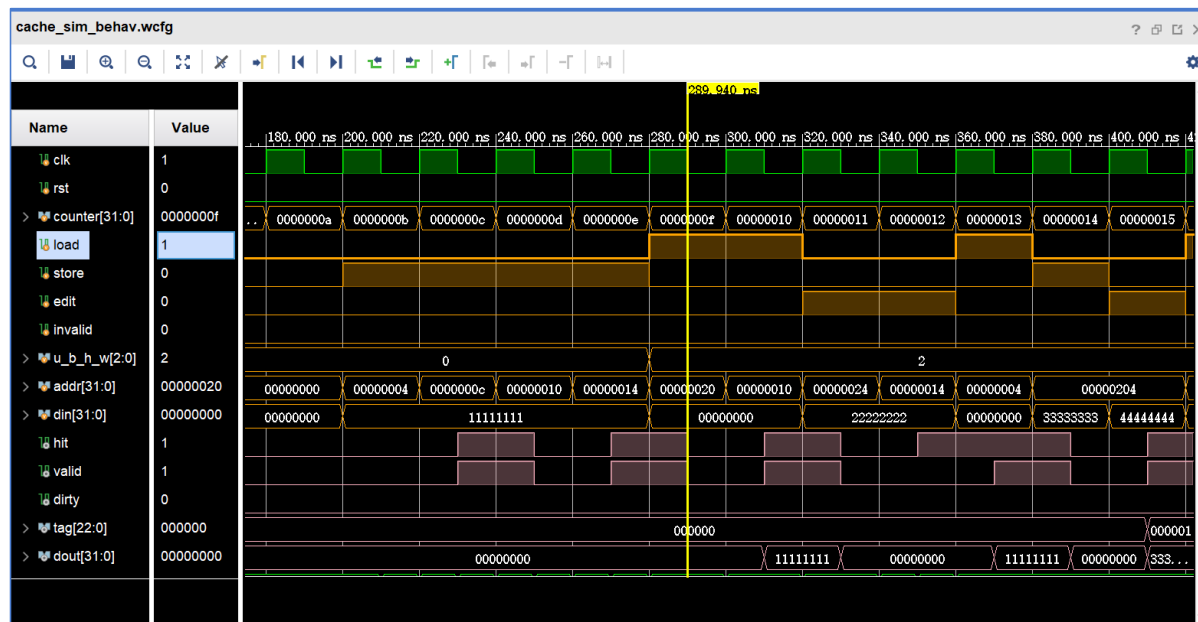 cache_sim_behav.wcfg
?
289.940 ns
Name Value
180.000 ns 200.000 ns 220.000 ns 240.000 ns 260.000 ns 280.000 ns 300.000 ns 320.000 ns 340.000 ns 360.000 ns 380.000 ns 400.000 ns
clk 1
rst 0
counter[31:0] 0000000f .. 0000000a 0000000b 0000000c 0000000d 0000000e 0000000f 00000010 00000011 00000012 00000013 00000014 00000015
load 1
store 0
edit 0
invalid 0
u_b_h_w[2:0] 2 0 2
addr[31:0] 00000020 00000000 00000004 0000000c 00000010 00000014 00000020 00000010 00000024 00000014 00000004 00000204
din[31:0] 00000000 00000000 11111111 00000000 22222222 00000000 33333333 44444444
hit 1
valid 1
dirty 0
tag[22:0] 000000 000000 000001
dout[31:0] 00000000 00000000 11111111 00000000 11111111 00000000 333...